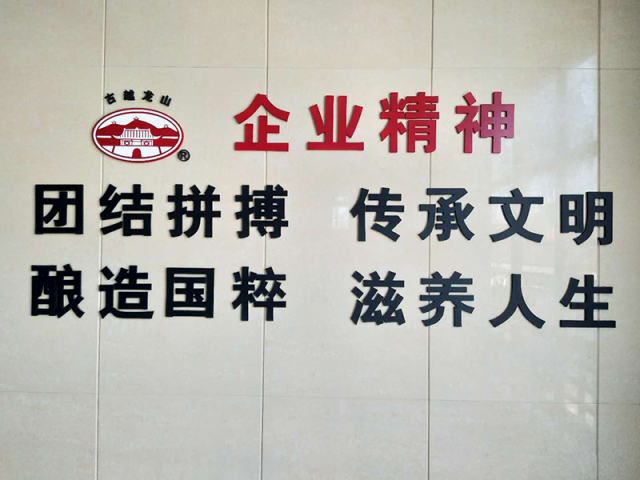 古越龙山
企业精神
团结拼搏 传承文明
酿造国粹 滋养人生